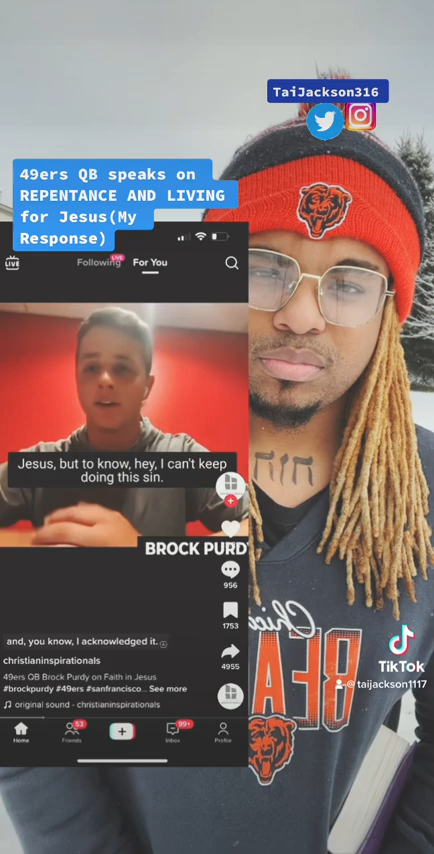 TaiJackson316
49ers QB speaks on
REPENTANCE AND LIVING
for Jesus(My
Response)
LIVE
Following
LIVE
For You
Jesus, but to know, hey, I can't keep
doing this sin.
BROCK PURDY
956
1753
4955
and, you know, I acknowledged it.
christianinspirationals
49ers QB Brock Purdy on Faith in Jesus
#brockpurdy #49ers #sanfrancisco... See more
original sound - christianinspirationals
Home
Friends
53
Inbox
99+
Profile
TikTok
@taijackson1117